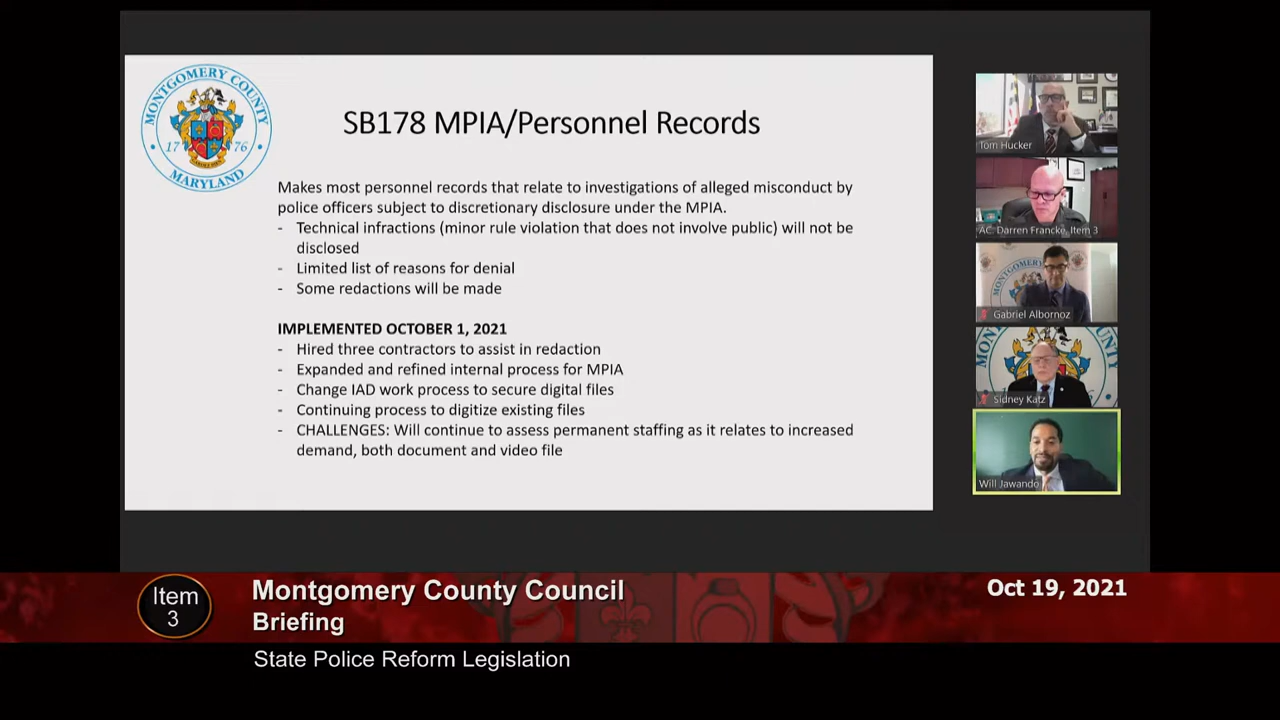 MONTGOMERY COUNTY
17 76
MARYLAND
SB178 MPIA/Personnel Records
Makes most personnel records that relate to investigations of alleged misconduct by
police officers subject to discretionary disclosure under the MPIA.
- Technical infractions (minor rule violation that does not involve public) will not be
disclosed
- Limited list of reasons for denial
- Some redactions will be made
IMPLEMENTED OCTOBER 1, 2021
- Hired three contractors to assist in redaction
- Expanded and refined internal process for MPIA
- Change IAD work process to secure digital files
- Continuing process to digitize existing files
- CHALLENGES: Will continue to assess permanent staffing as it relates to increased
demand, both document and video file
Tom Hucker
AC. Darren Francke, Item 3
Gabriel Albornoz
Sidney Katz
Will Jawando
Item
3
Montgomery County Council
Briefing
Oct 19, 2021
State Police Reform Legislation